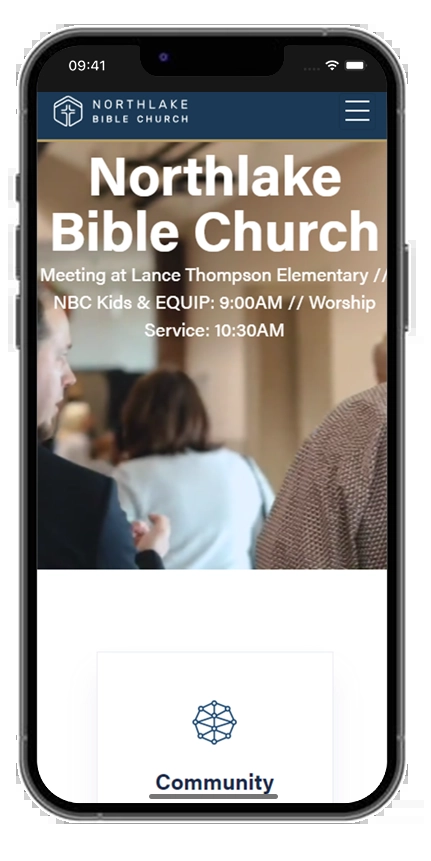 09:41
NORTHLAKE
BIBLE CHURCH
Northlake
Bible Church
Meeting at Lance Thompson Elementary //
NBC Kids & EQUIP: 9:00AM // Worship
Service: 10:30AM
Community